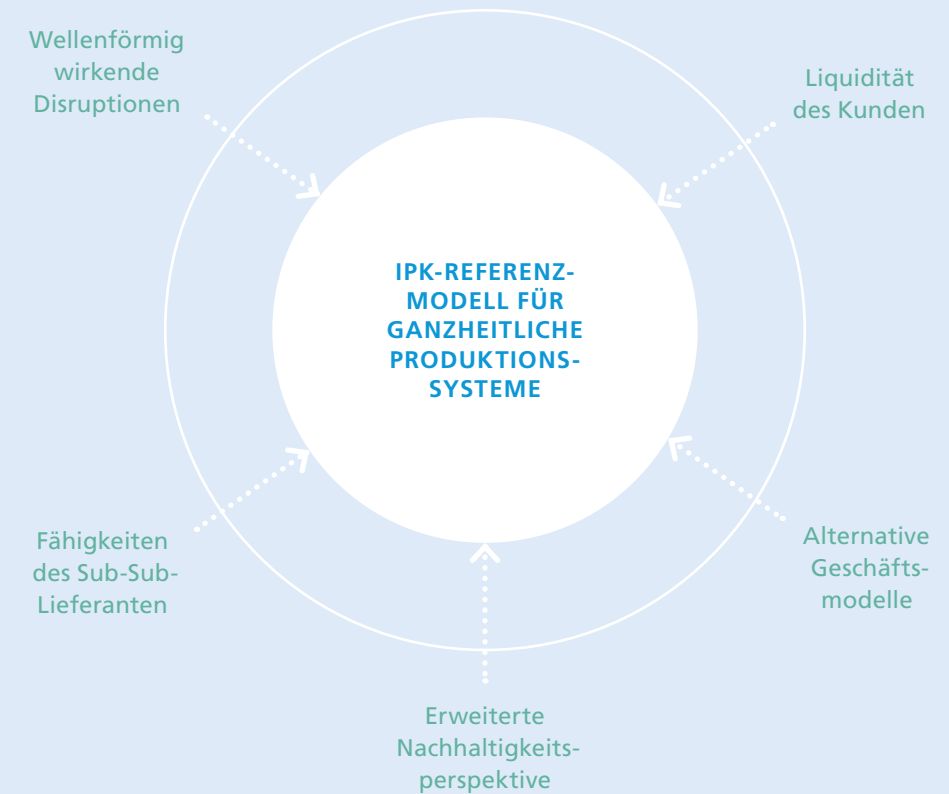 Wellenförmig
wirkende
Disruptionen
Liquidität
des Kunden
IPK-REFERENZ-
MODELL FÜR
GANZHEITLICHE
PRODUKTIONS-
SYSTEME
Fähigkeiten
des Sub-Sub-
Lieferanten
Alternative
Geschäfts-
modelle
Erweiterte
Nachhaltigkeits-
perspektive